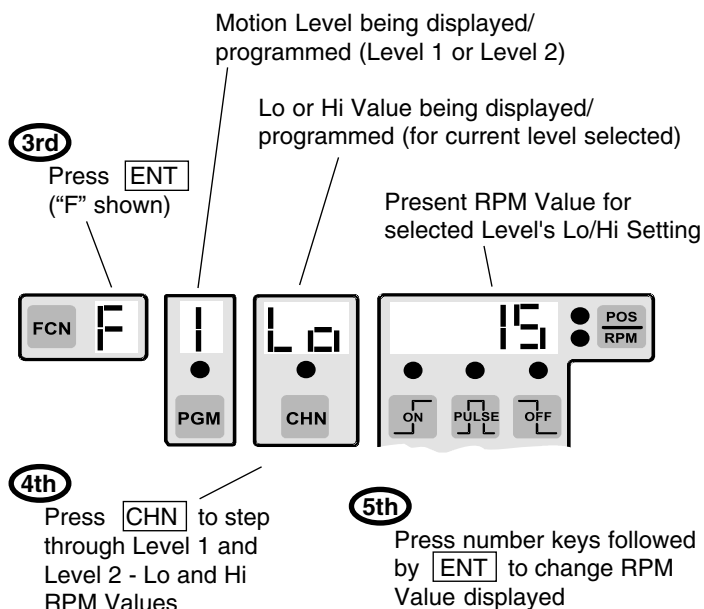 Motion Level being displayed/
programmed (Level 1 or Level 2)
Lo or Hi Value being displayed/
programmed (for current level selected)
3rd
Press ENT
(“F” shown)
Present RPM Value for
selected Level's Lo/Hi Setting
FCN F 1 Lo 15 POS
RPM
PGM CHN ON PULSE OFF
4th
Press CHN to step
through Level 1 and
Level 2 - Lo and Hi
RPM Values
5th
Press number keys followed
by ENT to change RPM
Value displayed